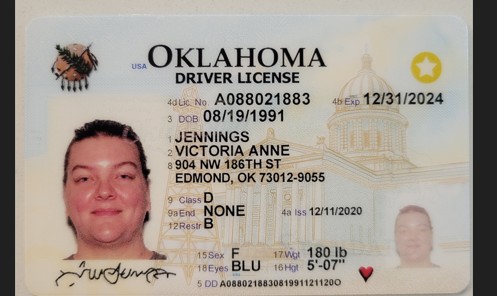 USA OKLAHOMA
DRIVER LICENSE
4d Lic. No A088021883 4b Exp 12/31/2024
3 DOB 08/19/1991
1 JENNINGS
2 VICTORIA ANNE
8 904 NW 186TH ST
EDMOND, OK 73012-9055
9 Class D
9a End NONE 4a Iss 12/11/2020
12 Restr B
15 Sex F 17 Wgt 180 lb
18 Eyes BLU 16 Hgt 5'-07"
5 DD A088021883081991121120